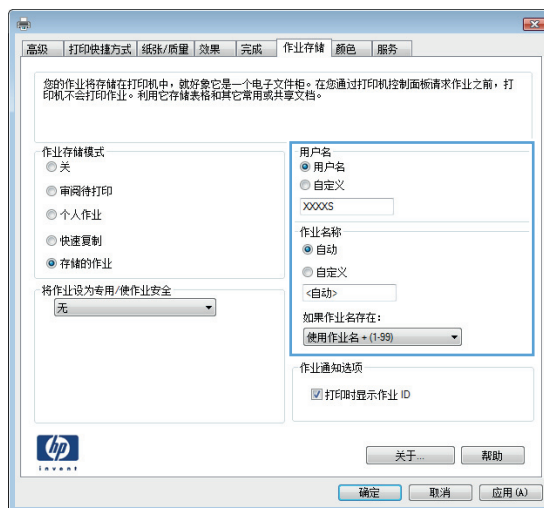 高级 打印快捷方式 纸张/质量 效果 完成 作业存储 颜色 服务
您的作业将存储在打印机中，就好象它是一个电子文件柜。在您通过打印机控制面板请求作业之前，打
印机不会打印作业。利用它存储表格和其它常用或共享文档。
作业存储模式
关
审阅待打印
个人作业
快速复制
存储的作业
将作业设为专用/使作业安全
无
用户名
用户名
自定义
XXXXS
作业名称
自动
自定义
<自动>
如果作业名存在：
使用作业名 + (1-99)
作业通知选项
打印时显示作业 ID
hp
invent
关于...
帮助
确定 取消 应用 (A)